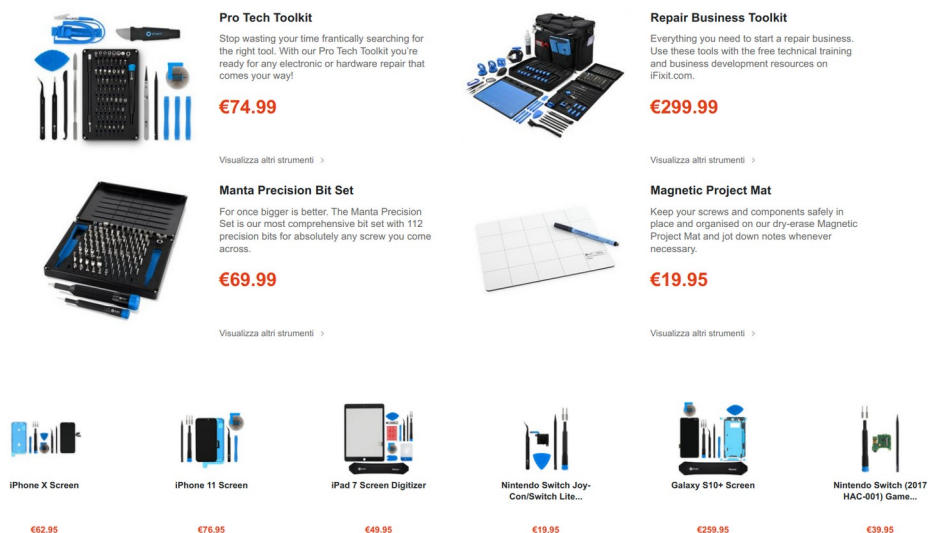 Pro Tech Toolkit
Stop wasting your time frantically searching for
the right tool. With our Pro Tech Toolkit you're
ready for any electronic or hardware repair that
comes your way!
€74.99
Visualizza altri strumenti >
Repair Business Toolkit
Everything you need to start a repair business.
Use these tools with the free technical training
and business development resources on
iFixit.com.
€299.99
Visualizza altri strumenti >
Manta Precision Bit Set
For once bigger is better. The Manta Precision
Set is our most comprehensive bit set with 112
precision bits for absolutely any screw you come
across.
€69.99
Visualizza altri strumenti >
Magnetic Project Mat
Keep your screws and components safely in
place and organised on our dry-erase Magnetic
Project Mat and jot down notes whenever
necessary.
€19.95
Visualizza altri strumenti >
iPhone X Screen
€62.95
iPhone 11 Screen
€76.95
iPad 7 Screen Digitizer
€49.95
Nintendo Switch Joy-
Con/Switch Lite...
€19.95
Galaxy S10+ Screen
€259.95
Nintendo Switch (2017
HAC-001) Game...
€39.95